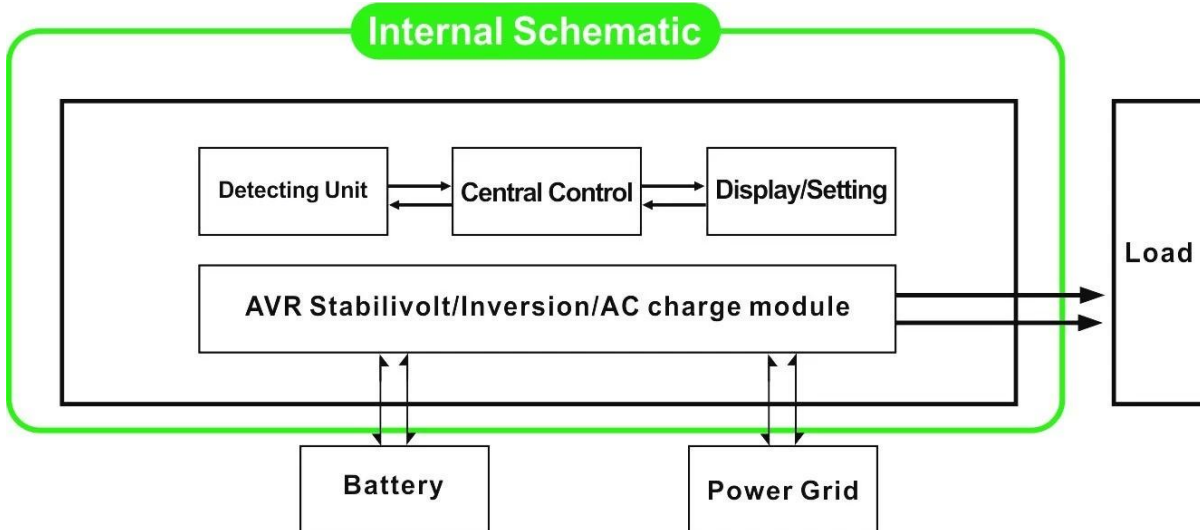 Internal Schematic
Detecting Unit
Central Control
Display/Setting
AVR Stabilivolt/Inversion/AC charge module
Load
Battery
Power Grid